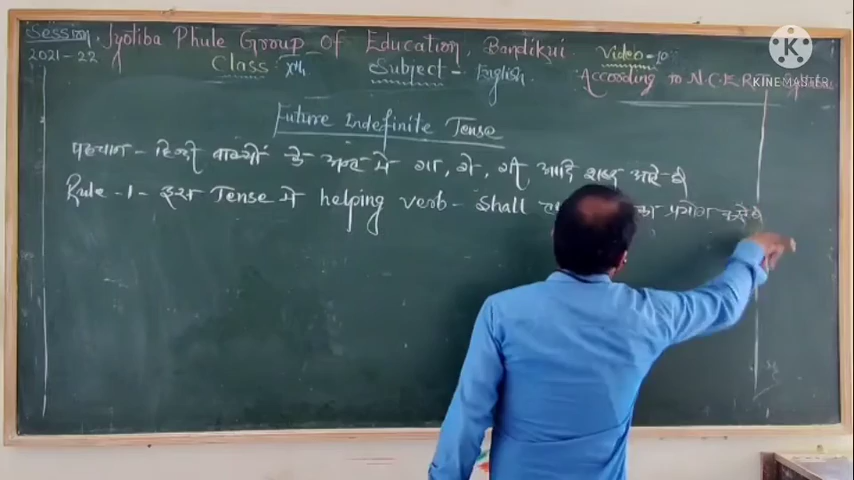 Session Jyotiba Phule Group Of Education, Bandikui Video-10
2021-22 Class Xth Subject - English. According to N.C.E.R.T
KINEMASTER
Future Indefinite Tense
पहचान - हिन्दी वाक्यों के अन्त में गा, गे, गी, आदि शब्द आते है
Rule -1- इस Tense में helping verb - Shall का प्रयोग करते है